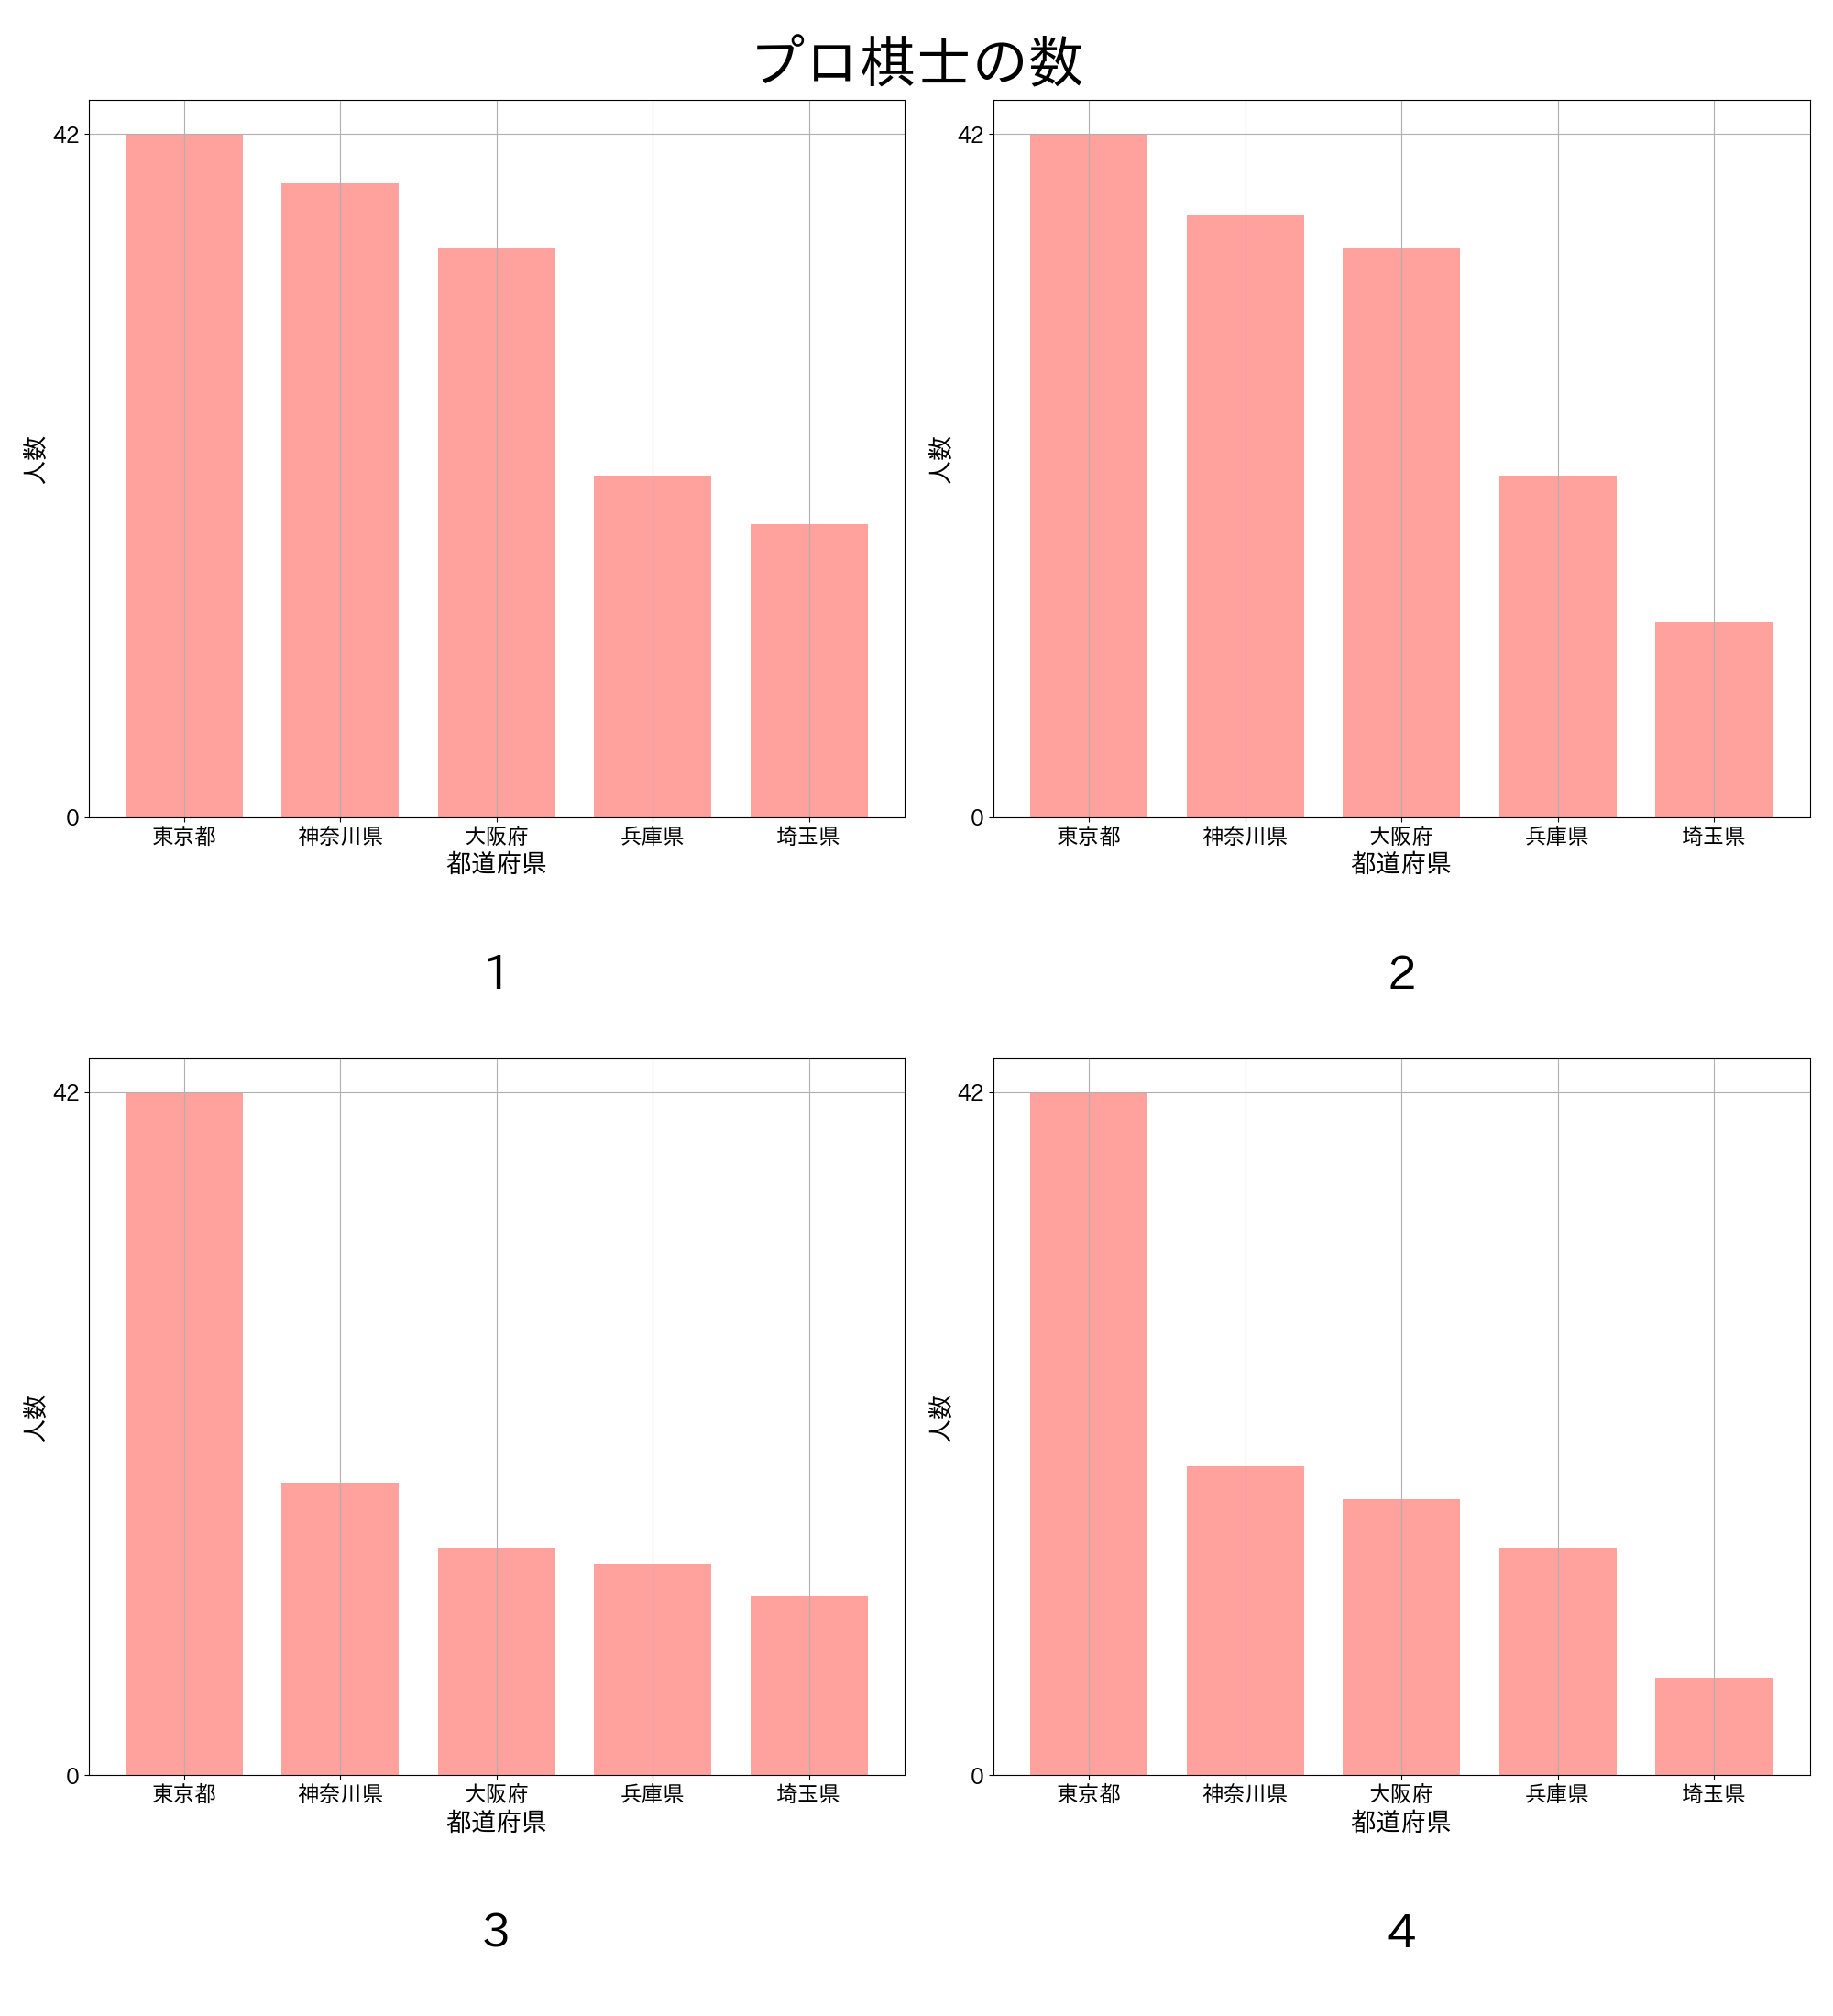 プロ棋士の数
42
0
人数
東京都 神奈川県 大阪府 兵庫県 埼玉県
都道府県
1
42
0
人数
東京都 神奈川県 大阪府 兵庫県 埼玉県
都道府県
2
42
0
人数
東京都 神奈川県 大阪府 兵庫県 埼玉県
都道府県
3
42
0
人数
東京都 神奈川県 大阪府 兵庫県 埼玉県
都道府県
4